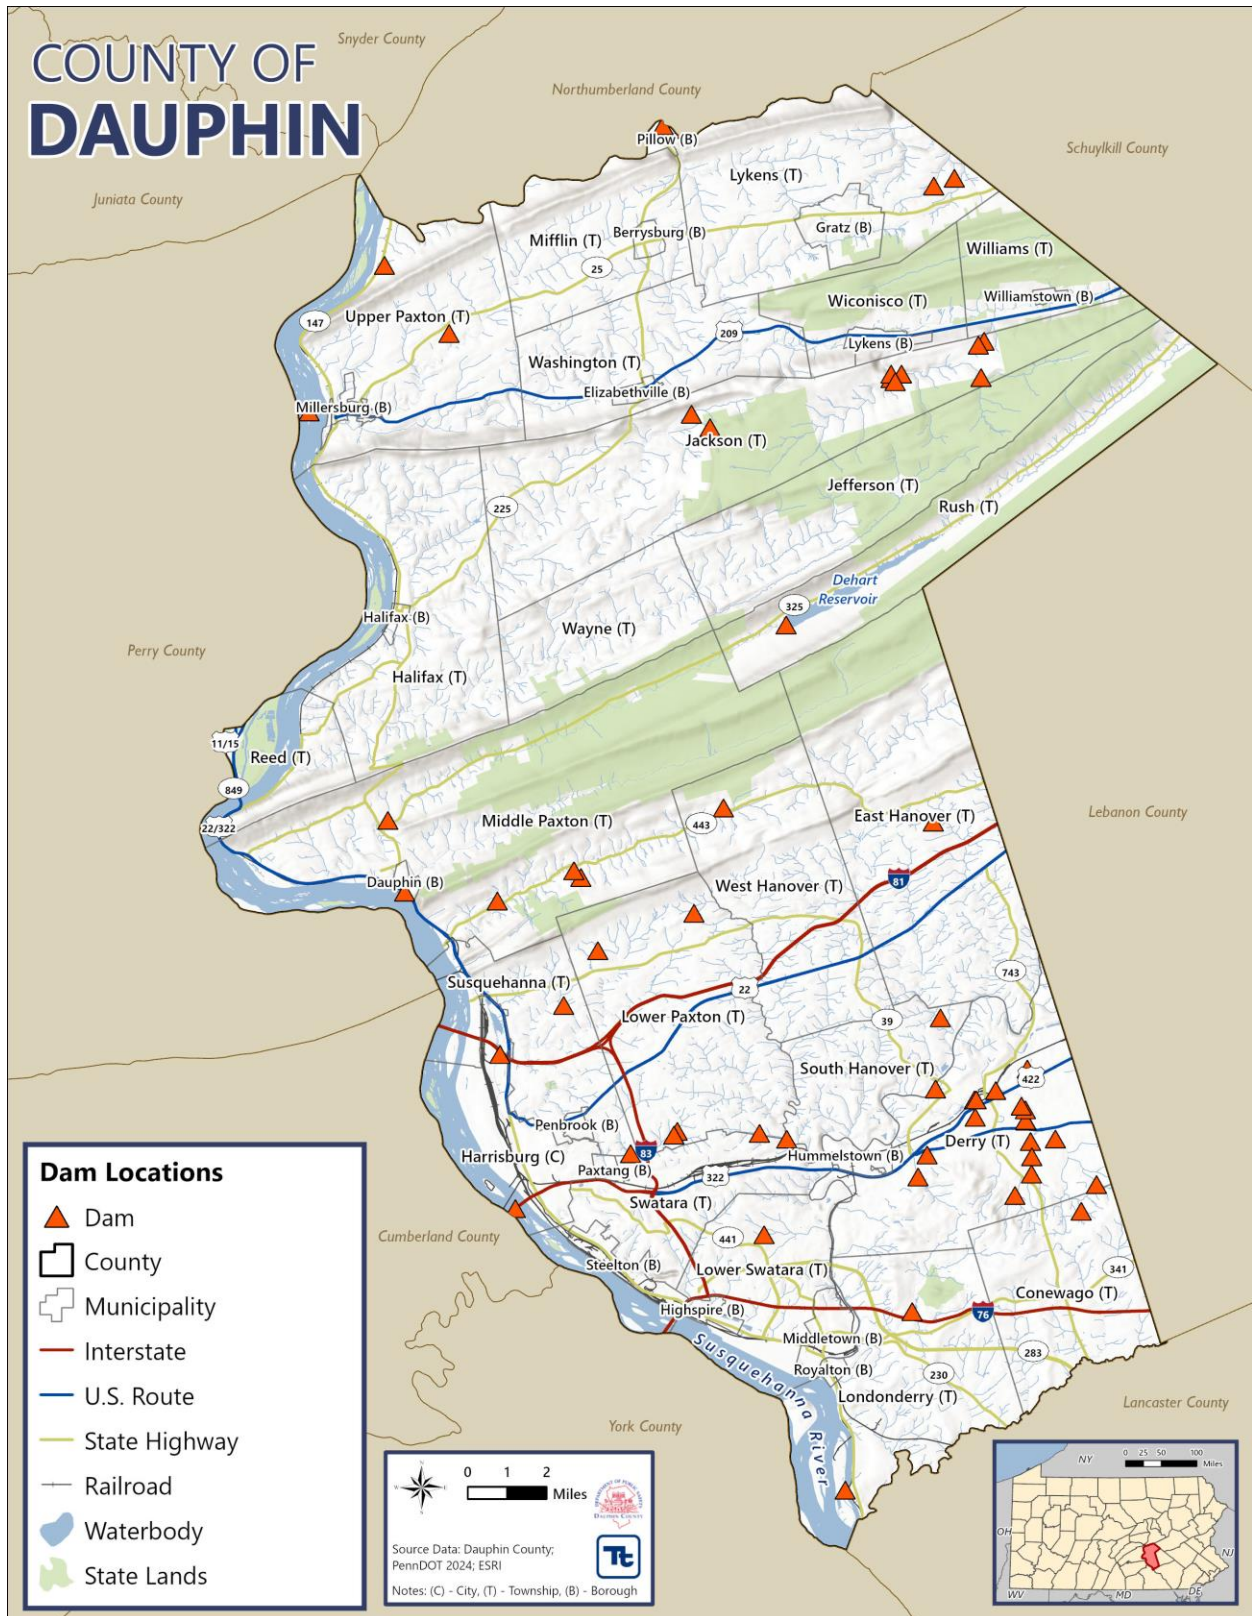 COUNTY OF
DAUPHIN
Snyder County
Northumberland County
Schuylkill County
Juniata County
Pillow (B)
Lykens (T)
Mifflin (T)
Berrysburg (B)
Gratz (B)
Williams (T)
25
Wiconisco (T)
Williamstown (B)
147
Upper Paxton (T)
209
Lykens (B)
Washington (T)
Elizabethville (B)
Millersburg (B)
Jackson (T)
Jefferson (T)
Rush (T)
225
Dehart
Reservoir
325
Halifax (B)
Wayne (T)
Perry County
Halifax (T)
11/15
Reed (T)
849
22/322
Middle Paxton (T)
443
East Hanover (T)
Lebanon County
Dauphin (B)
West Hanover (T)
81
743
Susquehanna (T)
22
Lower Paxton (T)
39
South Hanover (T)
422
Penbrook (B)
Derry (T)
Harrisburg (C)
83
Hummelstown (B)
Paxtang (B)
322
Swatara (T)
Cumberland County
441
Steelton (B)
Lower Swatara (T)
341
Conewago (T)
Highspire (B)
76
Middletown (B)
283
Royalton (B)
230
Londonderry (T)
Susquehanna River
York County
Lancaster County
Dam Locations
Dam
County
Municipality
Interstate
U.S. Route
State Highway
Railroad
Waterbody
State Lands
N
W E
S
0 1 2
Miles
DAUPHIN COUNTY
Source Data: Dauphin County;
PennDOT 2024; ESRI
Tt
Notes: (C) - City, (T) - Township, (B) - Borough
0 25 50 100
Miles
NY
OH
NJ
WV
MD
DE